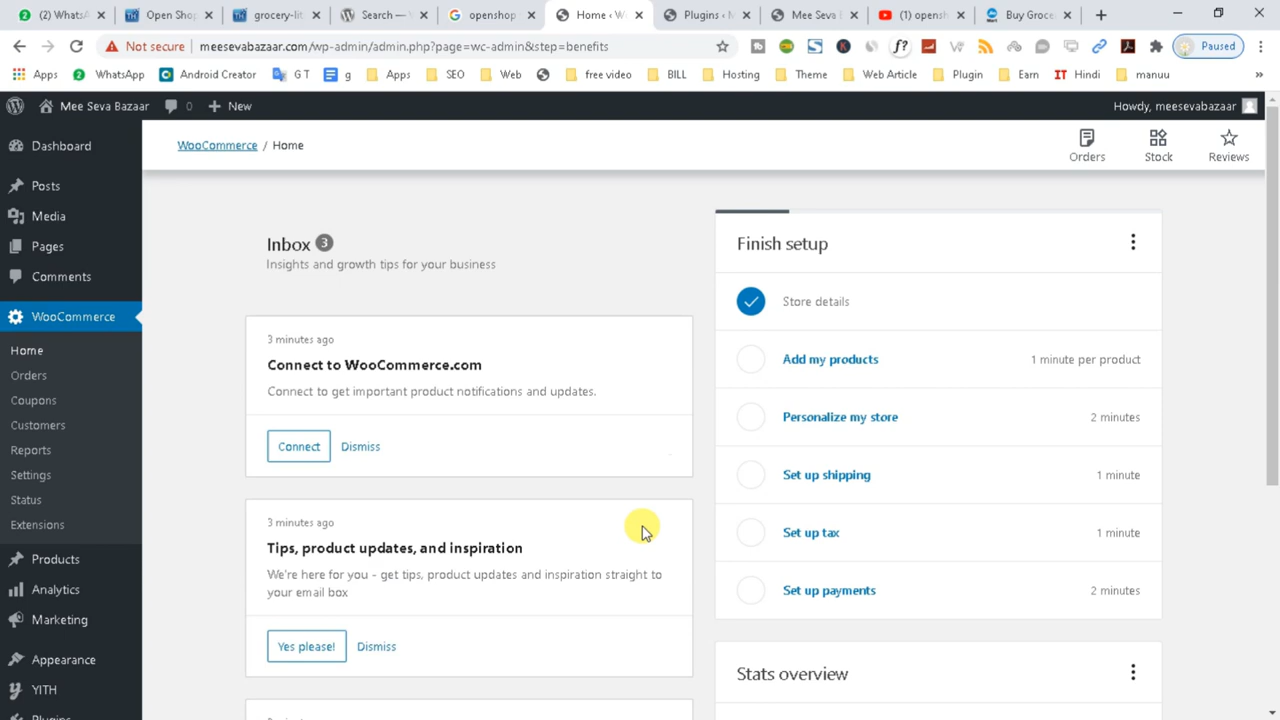 (2) WhatsA
Open Shop
grocery-lit
Search — W
openshop
Home ‹ W
Plugins ‹ M
Mee Seva B
(1) opensh
Buy Groce
Not secure
meesevabazaar.com/wp-admin/admin.php?page=wc-admin&step=benefits
Paused
Apps
WhatsApp
Android Creator
G T
g
Apps
SEO
Web
free video
BILL
Hosting
Theme
Web Article
Plugin
Earn
IT Hindi
manuu
»
Mee Seva Bazaar
0
New
Howdy, meesevabazaar
Dashboard
Posts
Media
Pages
Comments
WooCommerce
Home
Orders
Coupons
Customers
Reports
Settings
Status
Extensions
Products
Analytics
Marketing
Appearance
YITH
Plugins
WooCommerce / Home
Orders
Stock
Reviews
Inbox 3
Insights and growth tips for your business
3 minutes ago
Connect to WooCommerce.com
Connect to get important product notifications and updates.
Connect Dismiss
3 minutes ago
Tips, product updates, and inspiration
We're here for you - get tips, product updates and inspiration straight to
your email box
Yes please! Dismiss
Finish setup
Store details
Add my products 1 minute per product
Personalize my store 2 minutes
Set up shipping 1 minute
Set up tax 1 minute
Set up payments 2 minutes
Stats overview